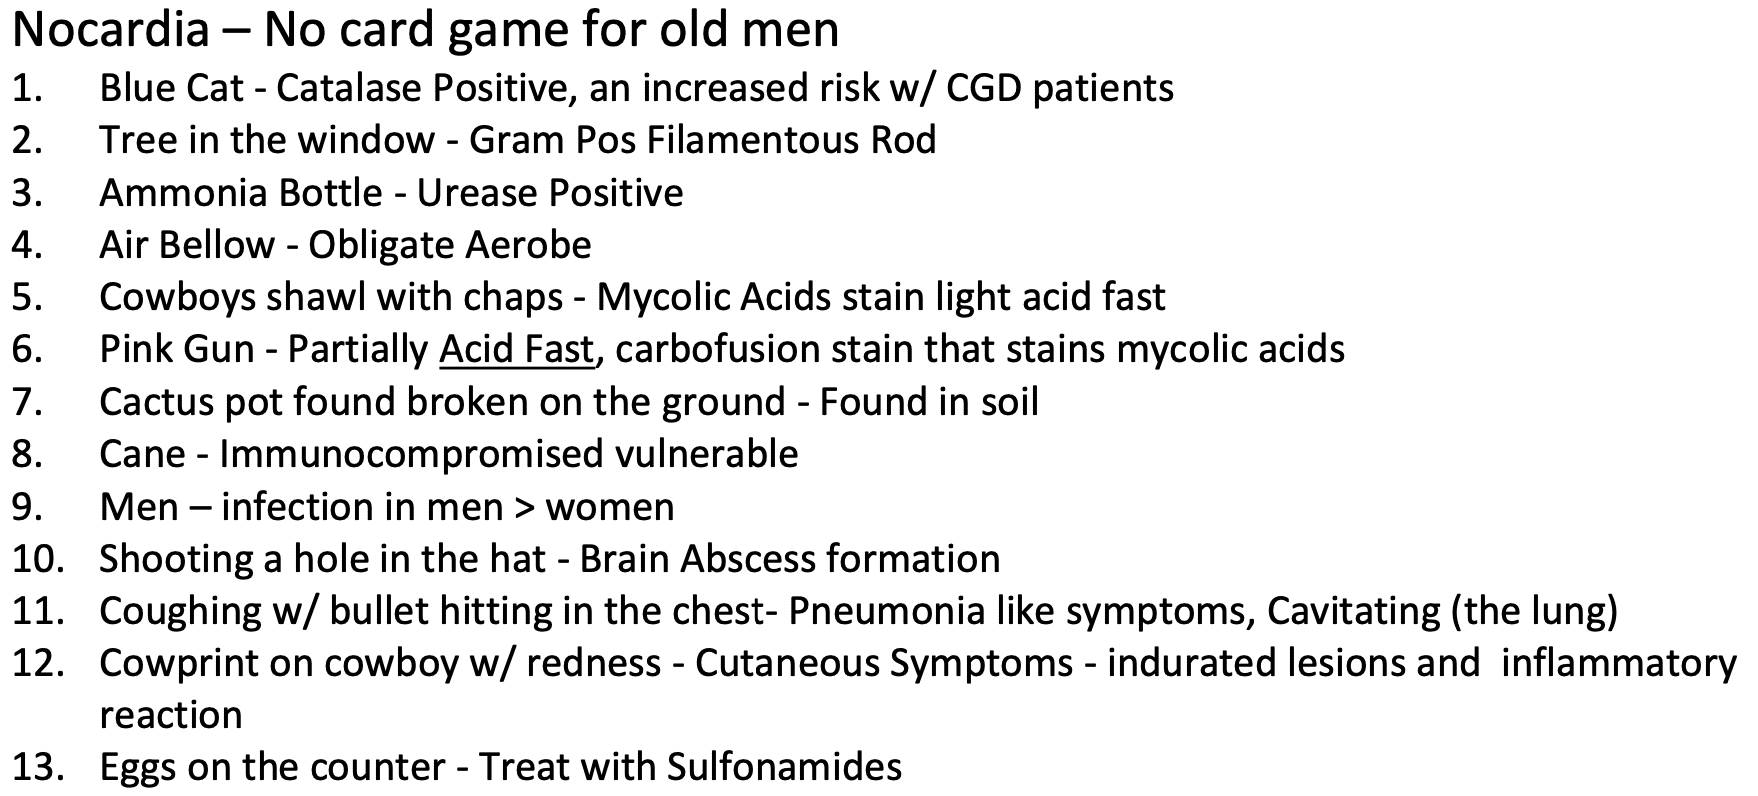 Nocardia – No card game for old men
1. Blue Cat - Catalase Positive, an increased risk w/ CGD patients
2. Tree in the window - Gram Pos Filamentous Rod
3. Ammonia Bottle - Urease Positive
4. Air Bellow - Obligate Aerobe
5. Cowboys shawl with chaps - Mycolic Acids stain light acid fast
6. Pink Gun - Partially Acid Fast, carbofusion stain that stains mycolic acids
7. Cactus pot found broken on the ground - Found in soil
8. Cane - Immunocompromised vulnerable
9. Men – infection in men > women
10. Shooting a hole in the hat - Brain Abscess formation
11. Coughing w/ bullet hitting in the chest- Pneumonia like symptoms, Cavitating (the lung)
12. Cowprint on cowboy w/ redness - Cutaneous Symptoms - indurated lesions and  inflammatory
reaction
13. Eggs on the counter - Treat with Sulfonamides